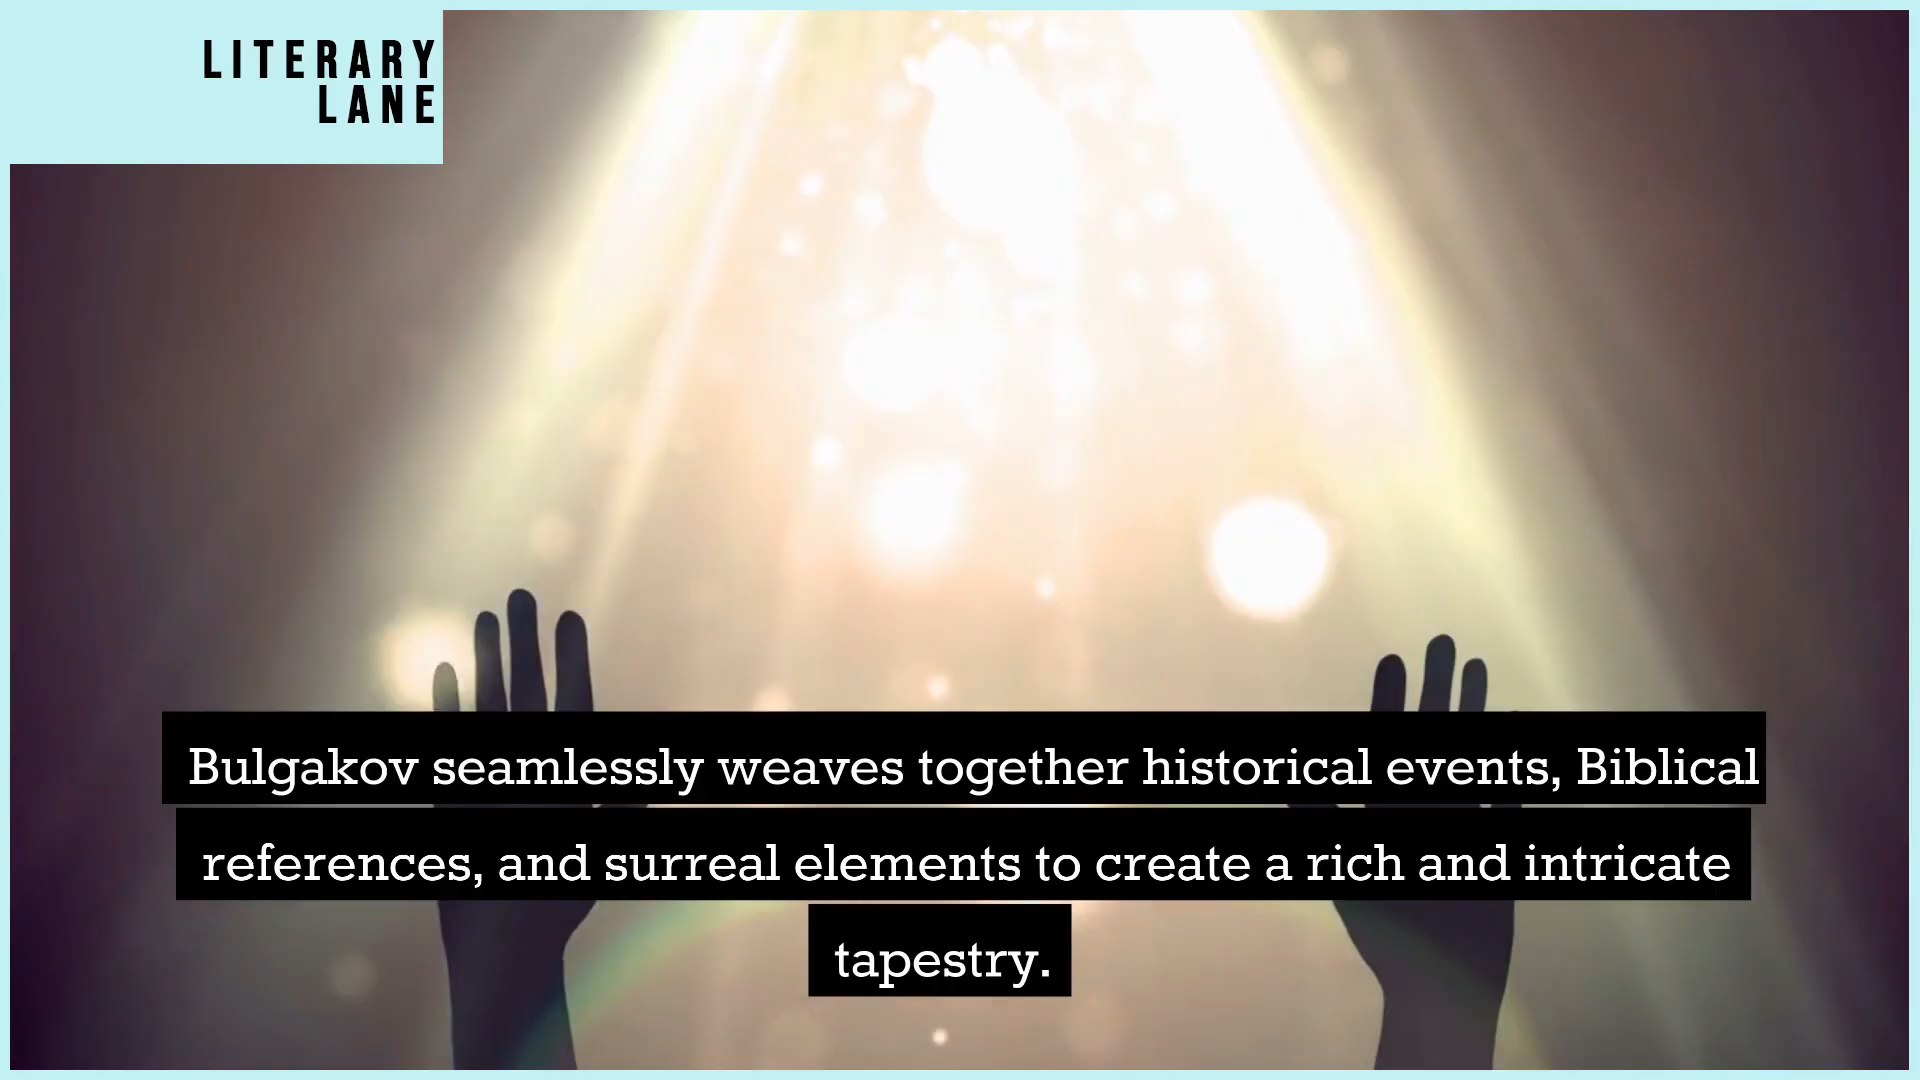 LITERARY
LANE
Bulgakov seamlessly weaves together historical events, Biblical
references, and surreal elements to create a rich and intricate
tapestry.